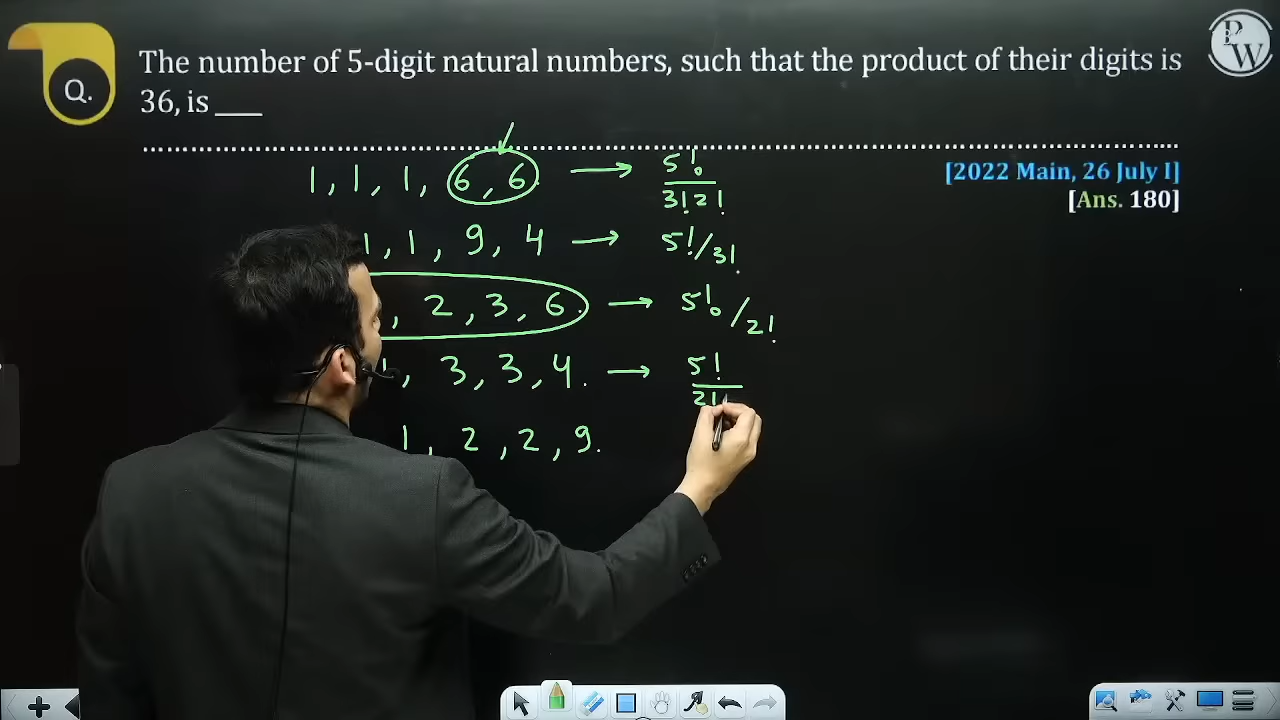 Q.
The number of 5-digit natural numbers, such that the product of their digits is
36, is ____
PW
[2022 Main, 26 July I]
[Ans. 180]
1, 1, 1, 6, 6 → 5!/3!2!
1, 1, 9, 4 → 5!/3!
, 2, 3, 6. → 5!/2!
1, 3, 3, 4. → 5!/2!
1, 2, 2, 9.